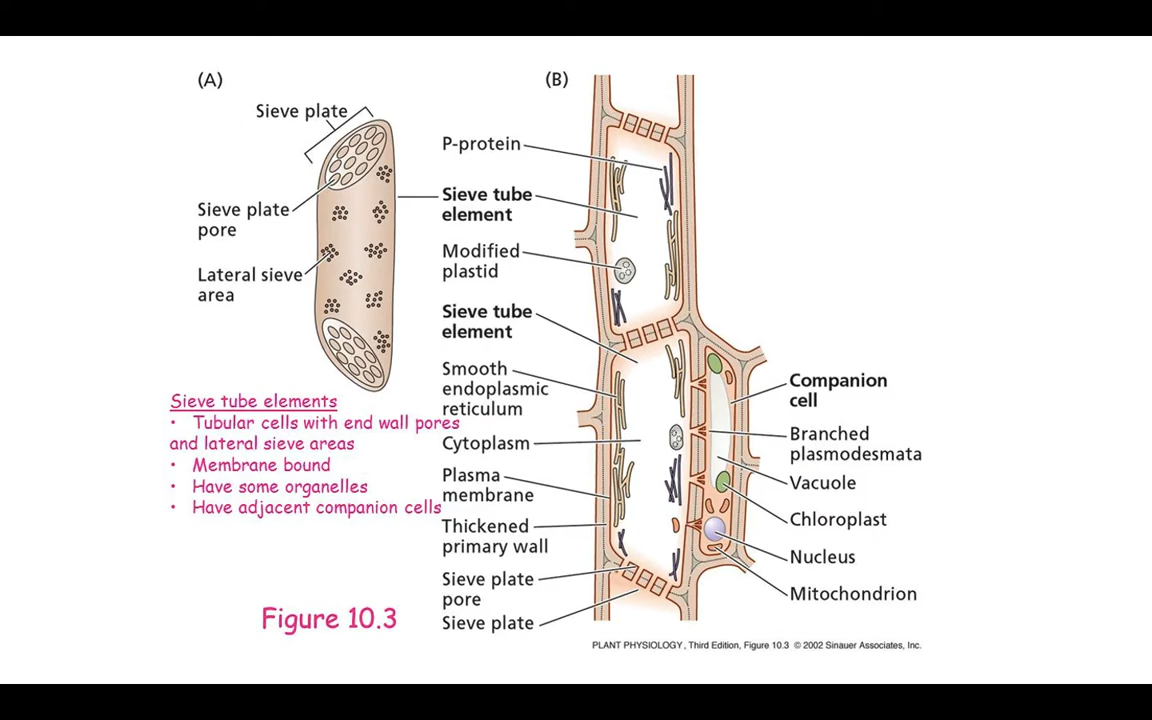 (A)
Sieve plate
Sieve plate
pore
Lateral sieve
area
Sieve tube elements
• Tubular cells with end wall pores
and lateral sieve areas
• Membrane bound
• Have some organelles
• Have adjacent companion cells
Figure 10.3
(B)
P-protein
Sieve tube
element
Modified
plastid
Sieve tube
element
Smooth
endoplasmic
reticulum
Cytoplasm
Plasma
membrane
Thickened
primary wall
Sieve plate
pore
Sieve plate
Companion
cell
Branched
plasmodesmata
Vacuole
Chloroplast
Nucleus
Mitochondrion
PLANT PHYSIOLOGY, Third Edition, Figure 10.3 © 2002 Sinauer Associates, Inc.